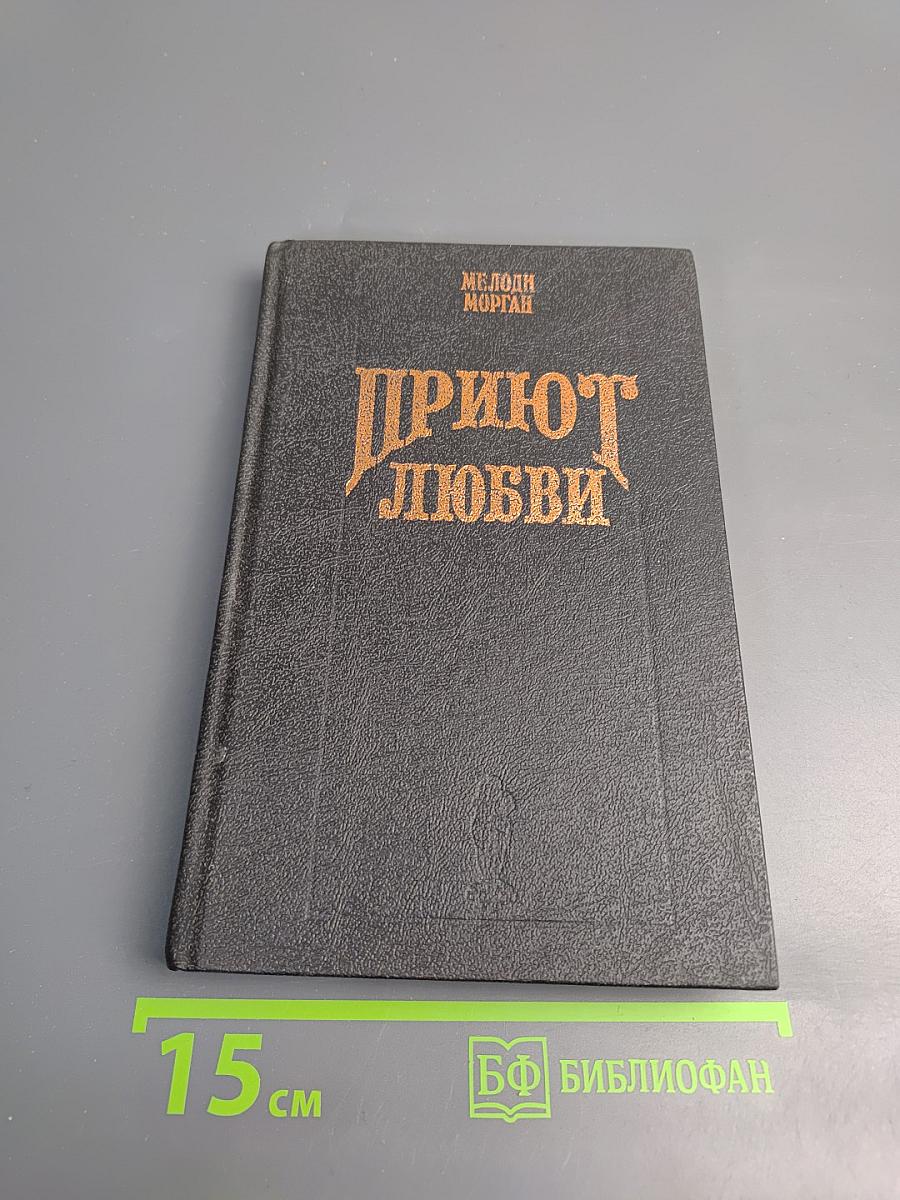 МЕЛОДИ
МОРГАН
ПРИЮТ
ЛЮБВИ
15 см
БФ БИБЛИОФАН